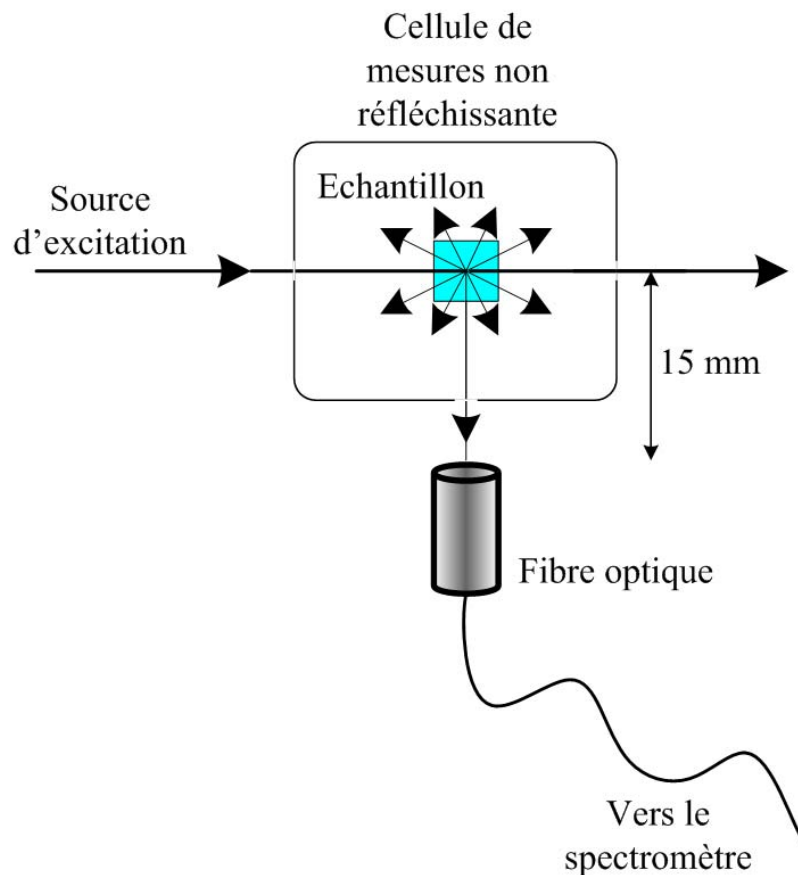 Cellule de
mesures non
réfléchissante
Echantillon
Source
d’excitation
15 mm
Fibre optique
Vers le
spectromètre